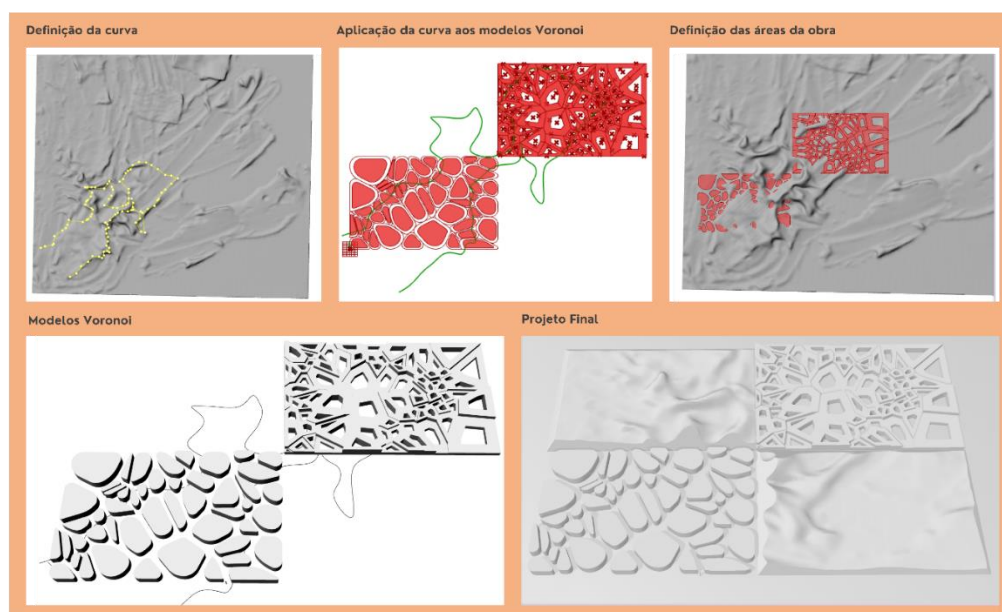 Definição da curva
Aplicação da curva aos modelos Voronoi
Definição das áreas da obra
Modelos Voronoi
Projeto Final